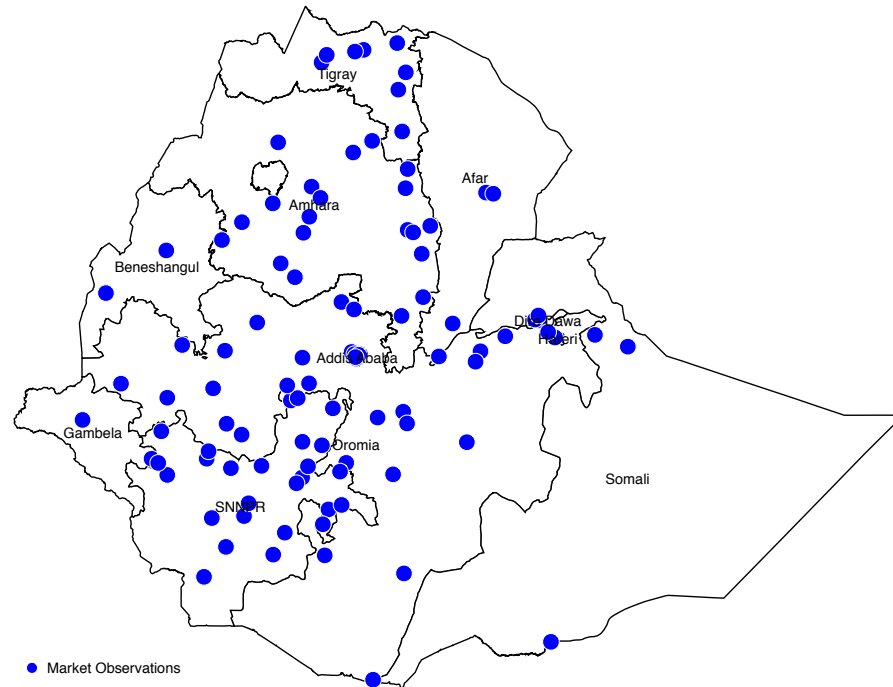 Tigray
Afar
Amhara
Beneshangul
Dire Dawa
Hareri
Addis Ababa
Gambela
Oromia
Somali
SNNPR
Market Observations